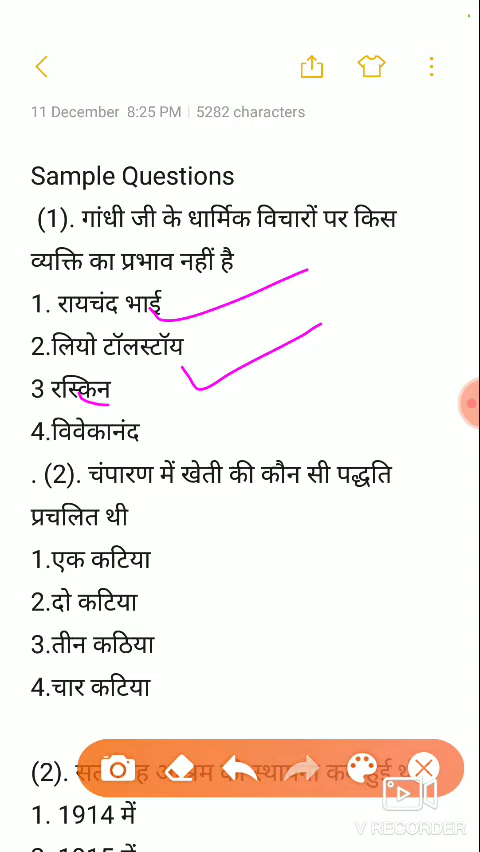 11 December 8:25 PM | 5282 characters
Sample Questions
(1). गांधी जी के धार्मिक विचारों पर किस
व्यक्ति का प्रभाव नहीं है
1. रायचंद भाई
2.लियो टॉलस्टॉय
3 रस्किन
4.विवेकानंद
. (2). चंपारण में खेती की कौन सी पद्धति
प्रचलित थी
1.एक कटिया
2.दो कटिया
3.तीन कठिया
4.चार कटिया
(2).
1. 1914 में
V RECORDER